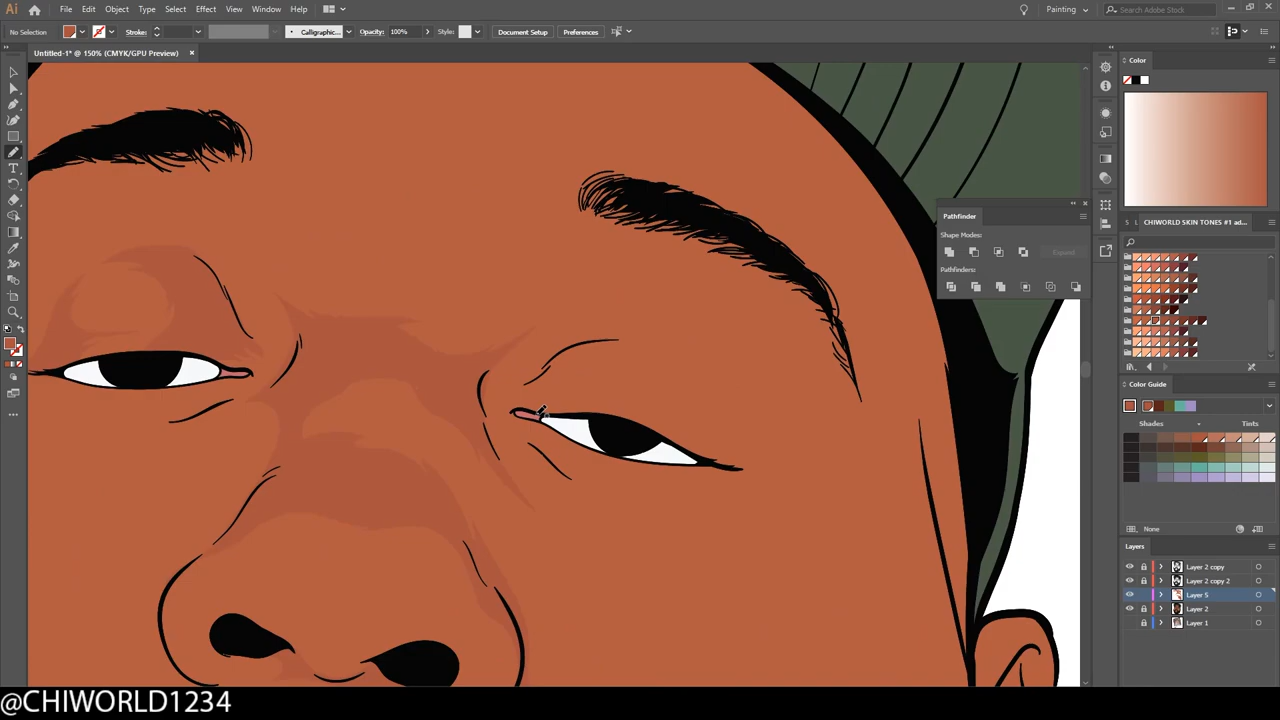 Ai File Edit Object Type Select Effect View Window Help Painting Search Adobe Stock
No Selection Stroke: Calligraphic... Opacity: 100% Style: Document Setup Preferences
Untitled-1* @ 150% (CMYK/GPU Preview)
Color
Pathfinder
Shape Modes:
Expand
Pathfinders:
CHIWORLD SKIN TONES #1 ad...
Color Guide
Shades Tints
None
Layers
Layer 2 copy
Layer 2 copy 2
Layer 5
Layer 2
Layer 1
@CHIWORLD1234